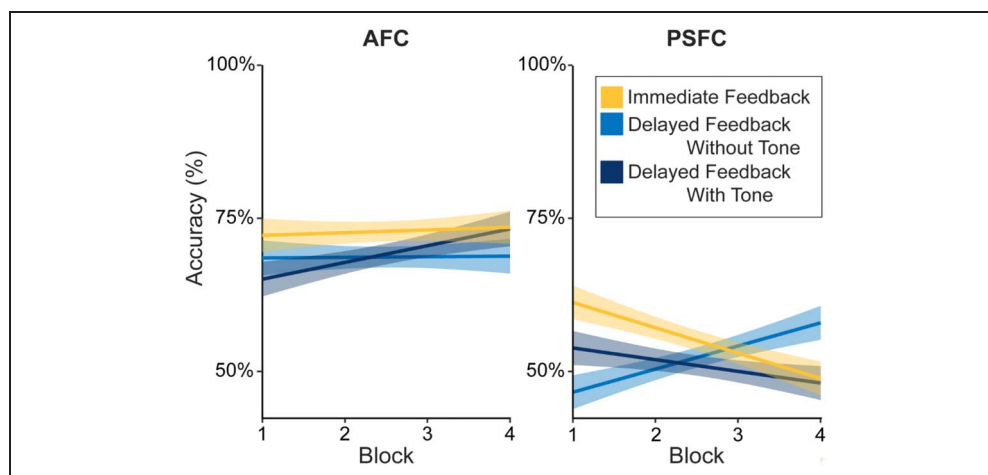 AFC
PSFC
100%
75%
50%
Accuracy (%)
1 2 3 4
Block
100%
75%
50%
1 2 3 4
Block
Immediate Feedback
Delayed Feedback
Without Tone
Delayed Feedback
With Tone